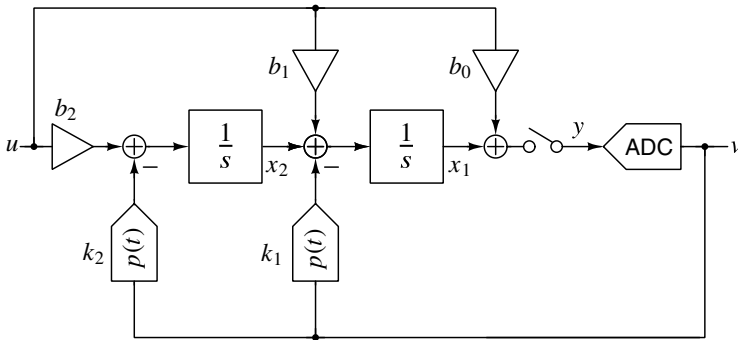 b₁
b₀
b₂
u
1
s
x₂
1
s
x₁
y
ADC
v
k₂
p(t)
k₁
p(t)